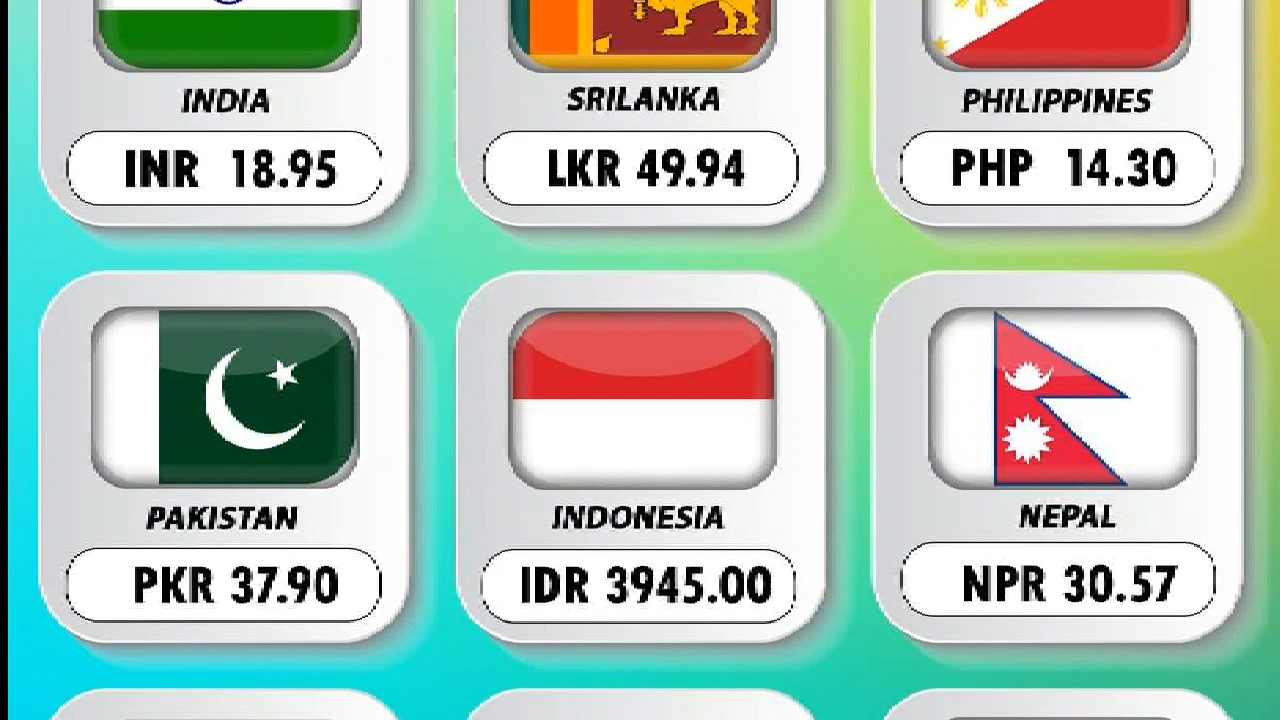 INDIA
SRILANKA
PHILIPPINES
INR 18.95
LKR 49.94
PHP 14.30
PAKISTAN
INDONESIA
NEPAL
PKR 37.90
IDR 3945.00
NPR 30.57